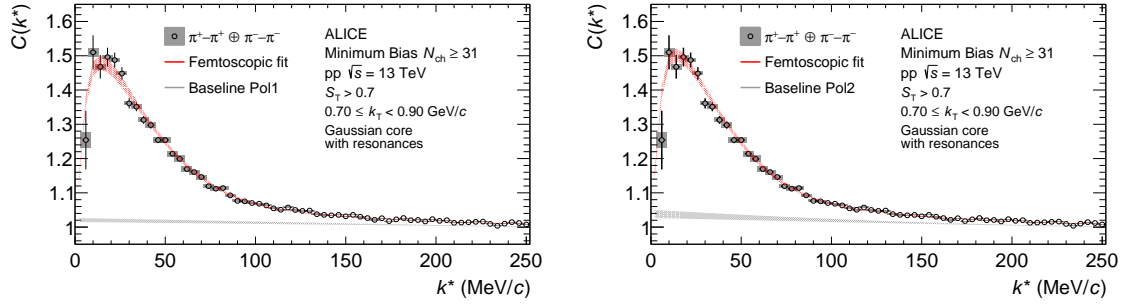 C(k*)
1.6
1.5
1.4
1.3
1.2
1.1
1
0 50 100 150 200 250
k* (MeV/c)
π⁺–π⁺ ⊕ π⁻–π⁻
Femtoscopic fit
Baseline Pol1
ALICE
Minimum Bias N_ch ≥ 31
pp √s = 13 TeV
S_T > 0.7
0.70 ≤ k_T < 0.90 GeV/c
Gaussian core
with resonances
C(k*)
1.6
1.5
1.4
1.3
1.2
1.1
1
0 50 100 150 200 250
k* (MeV/c)
π⁺–π⁺ ⊕ π⁻–π⁻
Femtoscopic fit
Baseline Pol2
ALICE
Minimum Bias N_ch ≥ 31
pp √s = 13 TeV
S_T > 0.7
0.70 ≤ k_T < 0.90 GeV/c
Gaussian core
with resonances